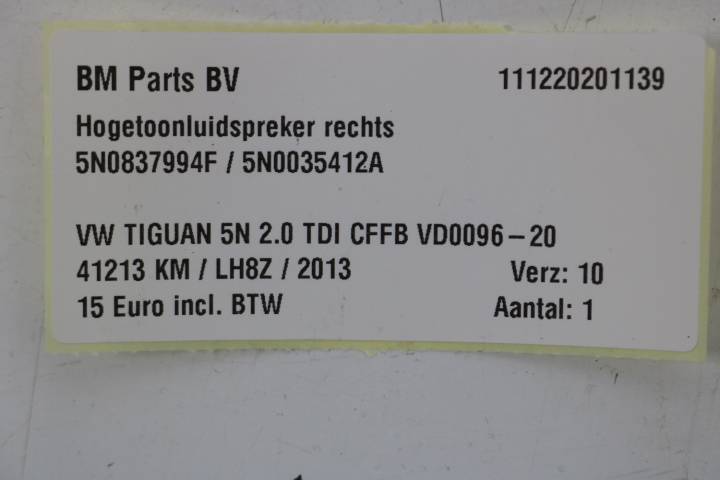 BM Parts BV 111220201139
Hogetoonluidspreker rechts
5N0837994F / 5N0035412A
VW TIGUAN 5N 2.0 TDI CFFB VD0096-20
41213 KM / LH8Z / 2013 Verz: 10
15 Euro incl. BTW Aantal: 1